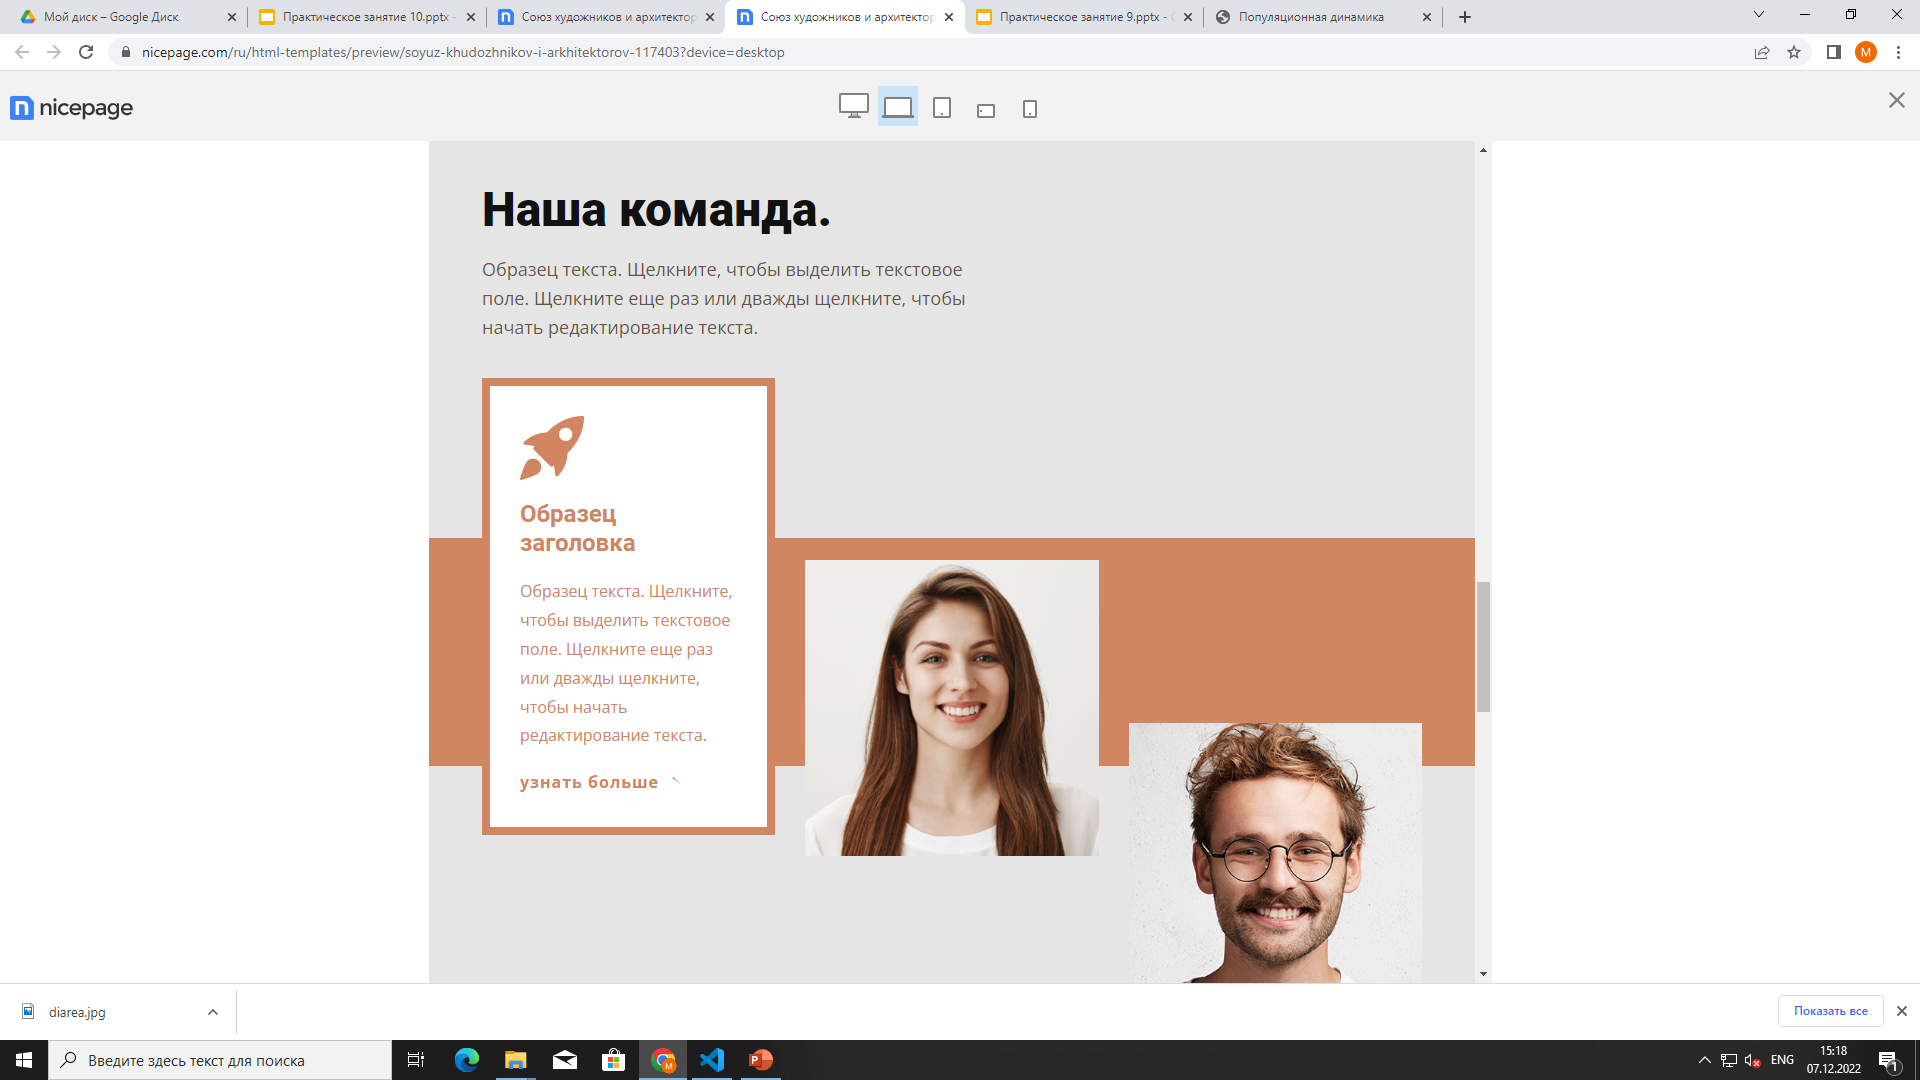 Мой диск – Google Диск
Практическое занятие 10.pptx -
Союз художников и архитектор
Союз художников и архитектор
Практическое занятие 9.pptx - G
Популяционная динамика
nicepage.com/ru/html-templates/preview/soyuz-khudozhnikov-i-arkhitektorov-117403?device=desktop
M
nicepage
Наша команда.
Образец текста. Щелкните, чтобы выделить текстовое
поле. Щелкните еще раз или дважды щелкните, чтобы
начать редактирование текста.
Образец
заголовка
Образец текста. Щелкните,
чтобы выделить текстовое
поле. Щелкните еще раз
или дважды щелкните,
чтобы начать
редактирование текста.
узнать больше
diarea.jpg
Показать все
Введите здесь текст для поиска
ENG
15:18
07.12.2022
1